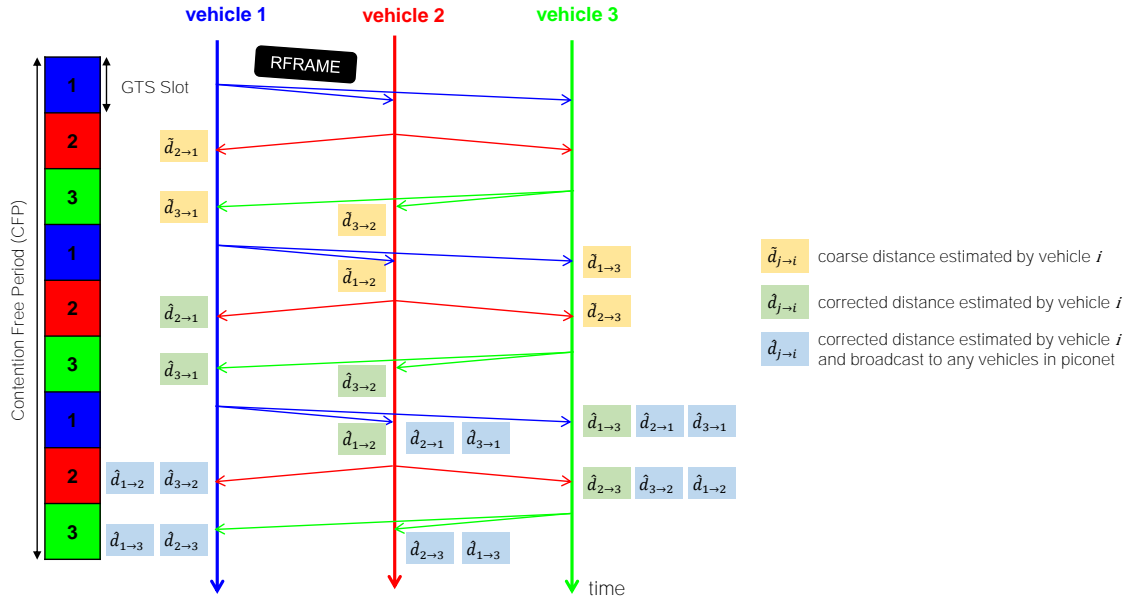 vehicle 1 vehicle 2 vehicle 3
RFRAME
Contention Free Period (CFP)
1 GTS Slot
2 d̃₂→₁
3 d̃₃→₁ d̃₃→₂
1 d̃₁→₂ d̃₁→₃
2 d̂₂→₁ d̃₂→₃
3 d̂₃→₁ d̂₃→₂
1 d̂₁→₂ d̂₂→₁ d̂₃→₁ d̂₁→₃ d̂₂→₁ d̂₃→₁
2 d̂₁→₂ d̂₃→₂ d̂₂→₃ d̂₃→₂ d̂₁→₂
3 d̂₁→₃ d̂₂→₃ d̂₂→₃ d̂₁→₃
time
d̃ⱼ→ᵢ coarse distance estimated by vehicle i
d̂ⱼ→ᵢ corrected distance estimated by vehicle i
d̂ⱼ→ᵢ corrected distance estimated by vehicle i
and broadcast to any vehicles in piconet